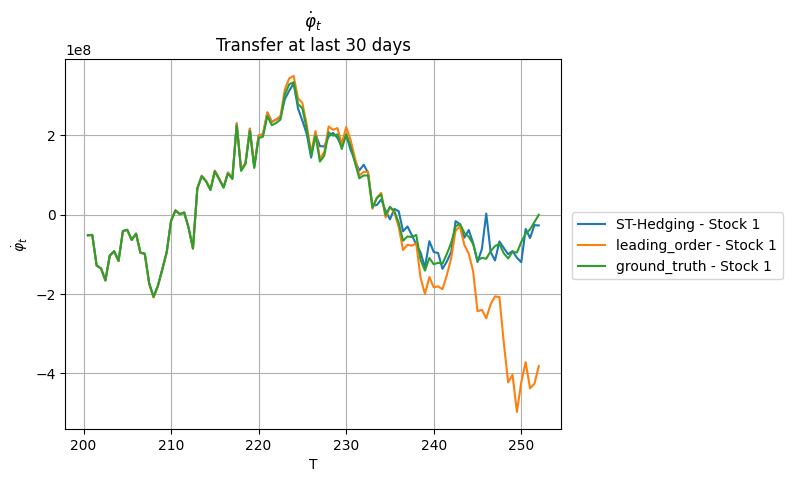 φ̇_t
Transfer at last 30 days
1e8
2
0
−2
−4
φ̇_t
200
210
220
230
240
250
T
ST-Hedging - Stock 1
leading_order - Stock 1
ground_truth - Stock 1